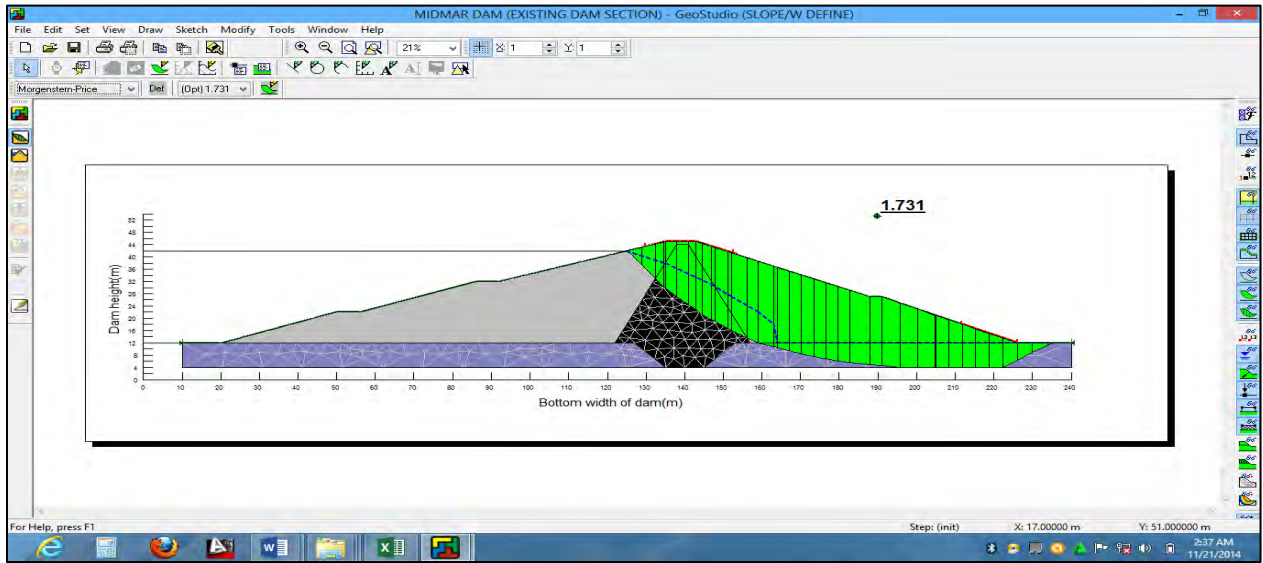 MIDMAR DAM (EXISTING DAM SECTION) - GeoStudio (SLOPE/W DEFINE)
File Edit Set View Draw Sketch Modify Tools Window Help
21% 1 1
Morgenstern-Price Def (Opt) 1.731
1.731
52
48
44
40
36
32
28
24
20
16
12
8
4
0
Dam height(m)
0 10 20 30 40 50 60 70 80 90 100 110 120 130 140 150 160 170 180 190 200 210 220 230 240
Bottom width of dam(m)
For Help, press F1 Step: (init) X: 17.00000 m Y: 51.000000 m
2:37 AM
11/21/2014